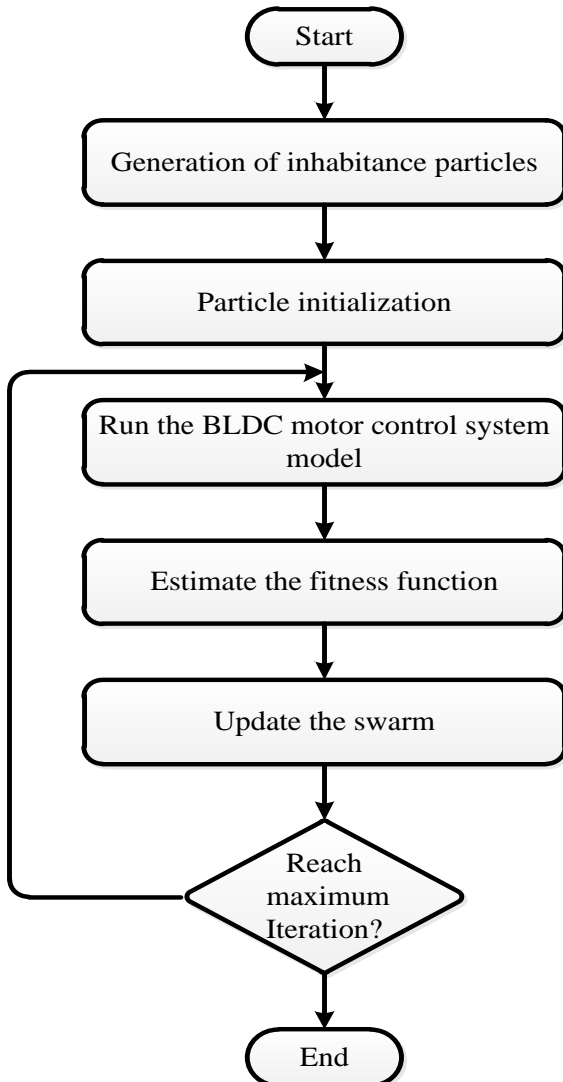 Start
Generation of inhabitance particles
Particle initialization
Run the BLDC motor control system
model
Estimate the fitness function
Update the swarm
Reach
maximum
Iteration?
End